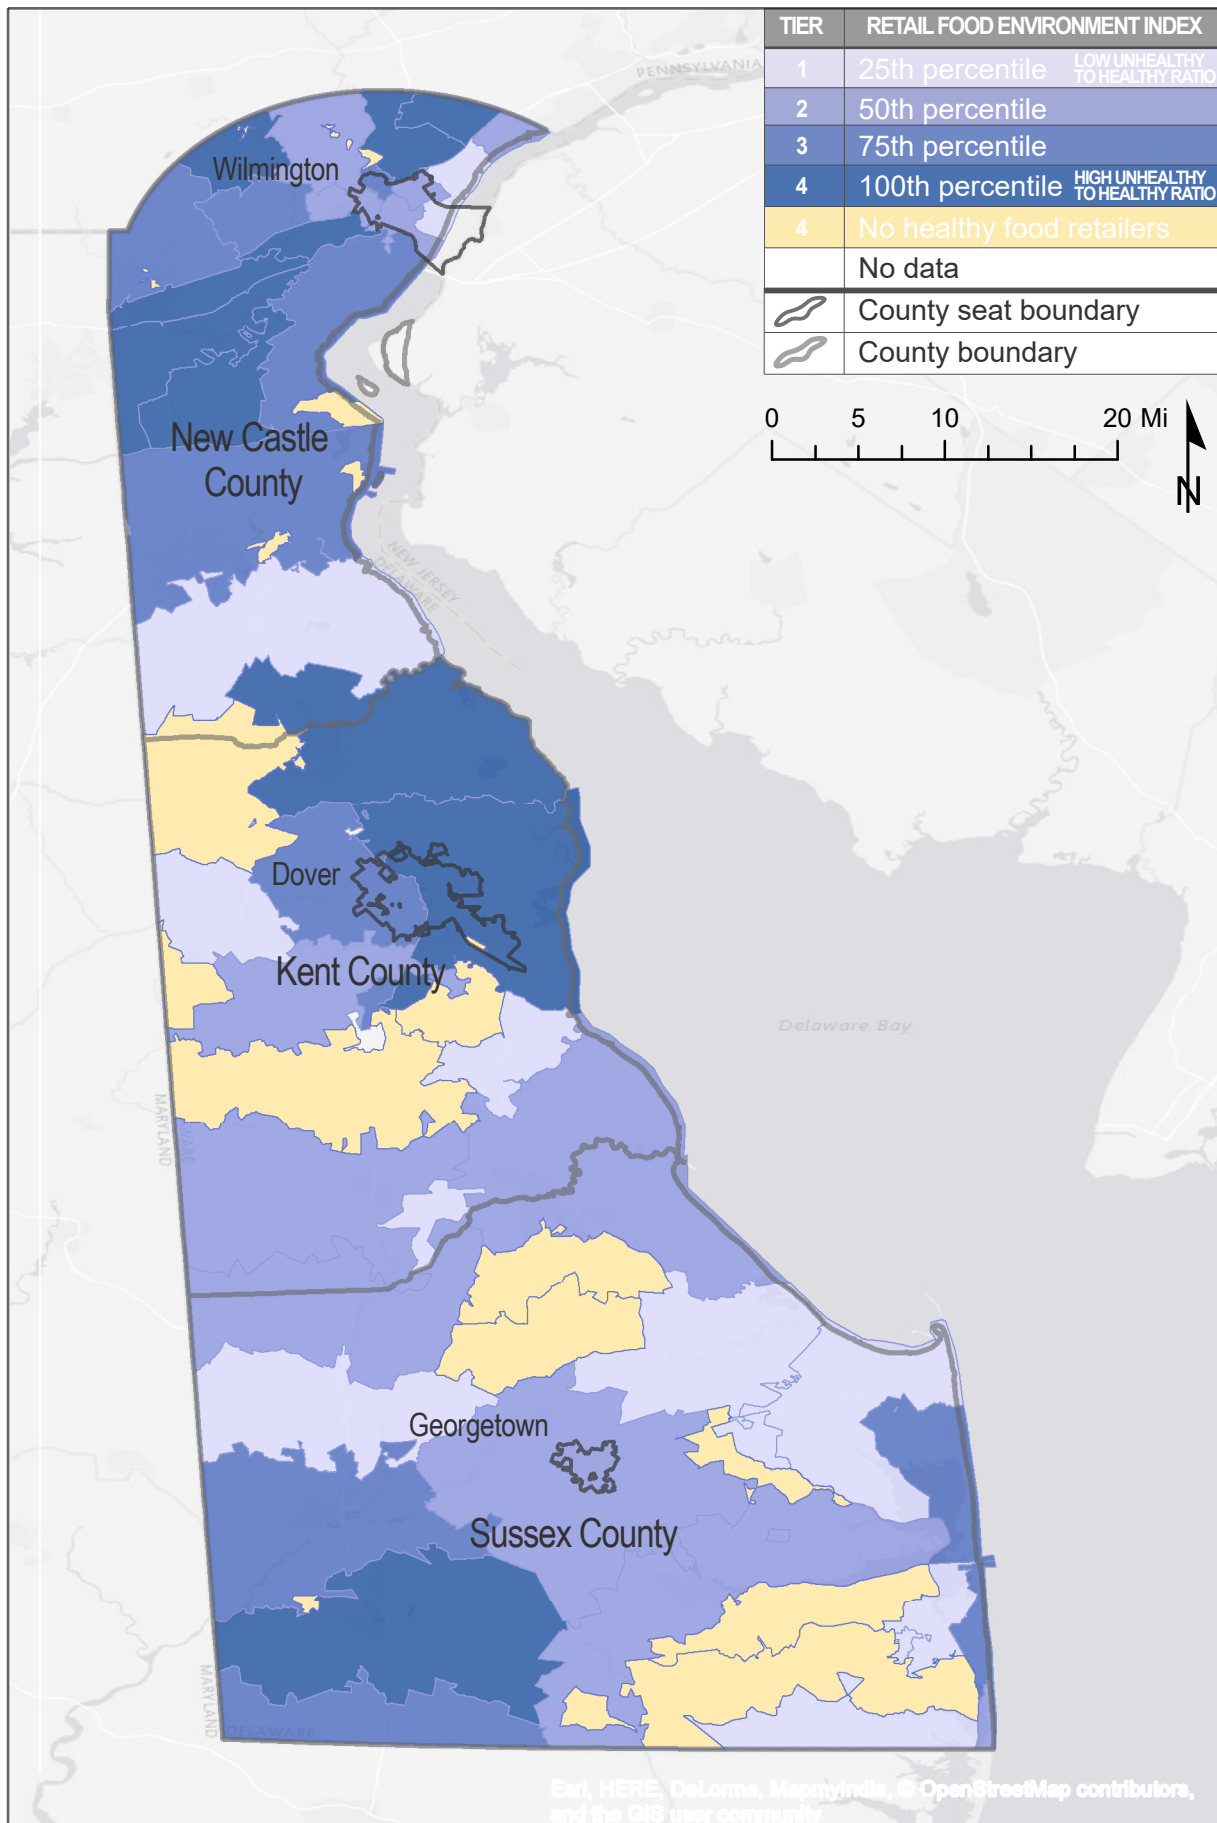 TIER RETAIL FOOD ENVIRONMENT INDEX
1 25th percentile LOW UNHEALTHY TO HEALTHY RATIO
2 50th percentile
3 75th percentile
4 100th percentile HIGH UNHEALTHY TO HEALTHY RATIO
4 No healthy food retailers
No data
County seat boundary
County boundary
0 5 10 20 Mi
N
PENNSYLVANIA
Wilmington
New Castle
County
NEW JERSEY
DELAWARE
Dover
Kent County
Delaware Bay
MARYLAND
DELAWARE
Georgetown
Sussex County
MARYLAND
DELAWARE
Esri, HERE, DeLorme, MapmyIndia, © OpenStreetMap contributors,
and the GIS user community